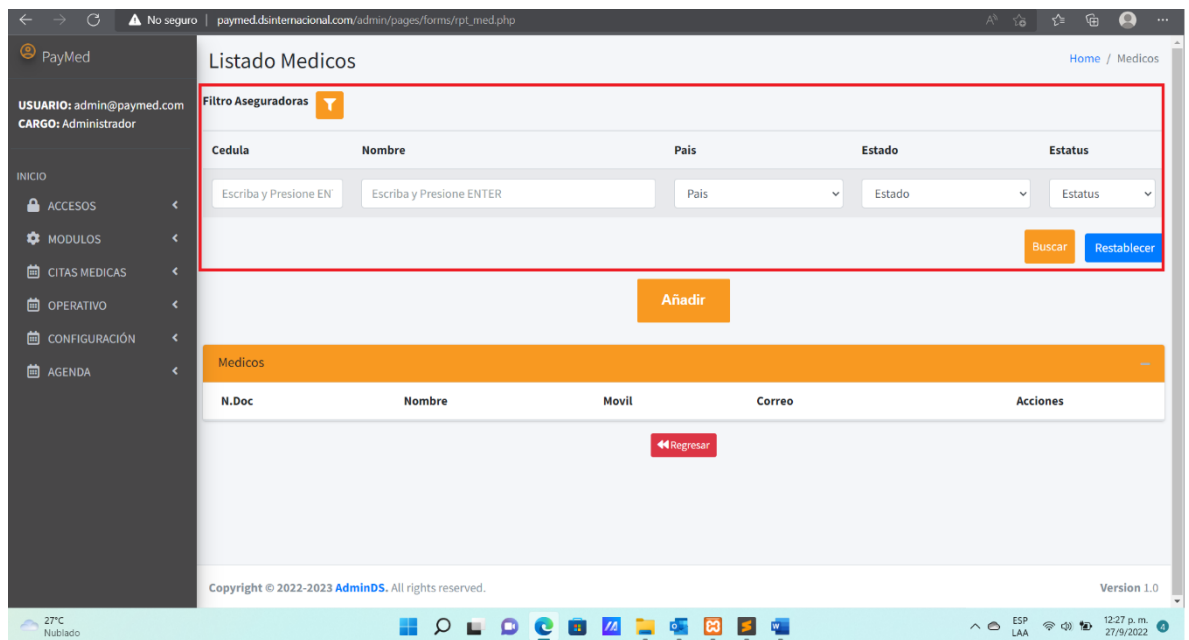 No seguro | paymed.dsinternacional.com/admin/pages/forms/rpt_med.php
PayMed
USUARIO: admin@paymed.com
CARGO: Administrador
INICIO
ACCESOS
MODULOS
CITAS MEDICAS
OPERATIVO
CONFIGURACIÓN
AGENDA
Listado Medicos
Home / Medicos
Filtro Aseguradoras
Cedula Nombre Pais Estado Estatus
Escriba y Presione EN Escriba y Presione ENTER Pais Estado Estatus
Buscar Restablecer
Añadir
Medicos
N.Doc Nombre Movil Correo Acciones
Regresar
Copyright © 2022-2023 AdminDS. All rights reserved.
Version 1.0
27°C
Nublado
ESP
LAA
12:27 p. m.
27/9/2022
4